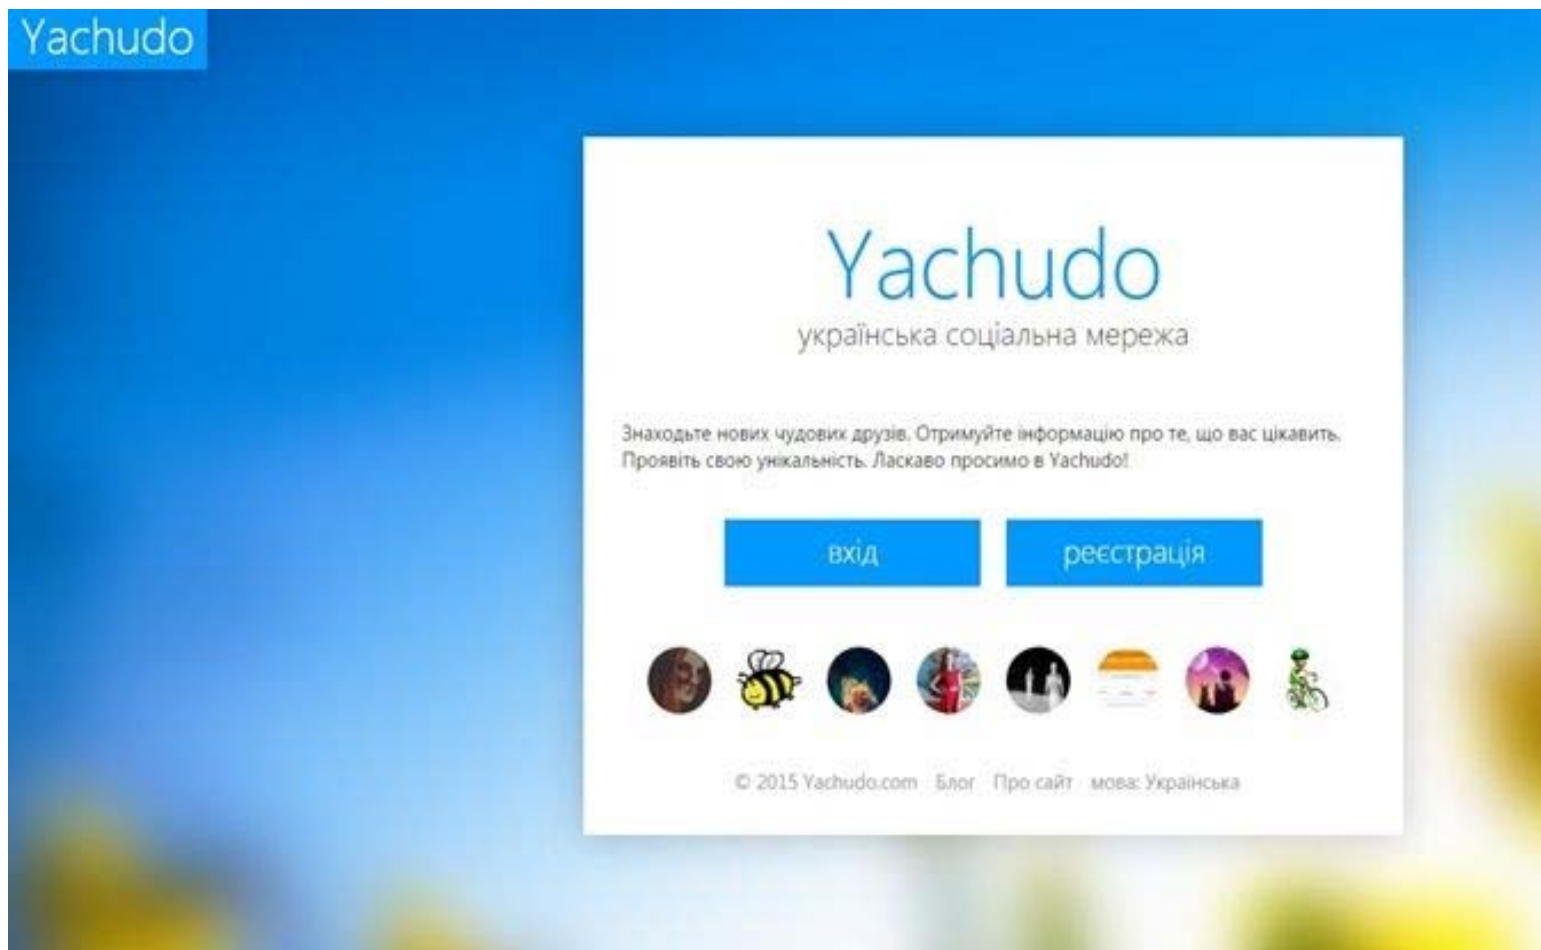 Yachudo
Yachudo
українська соціальна мережа
Знаходьте нових чудових друзів. Отримуйте інформацію про те, що вас цікавить.
Проявіть свою унікальність. Ласкаво просимо в Yachudo!
вхід реєстрація
© 2015 Yachudo.com Блог Про сайт мова: Українська